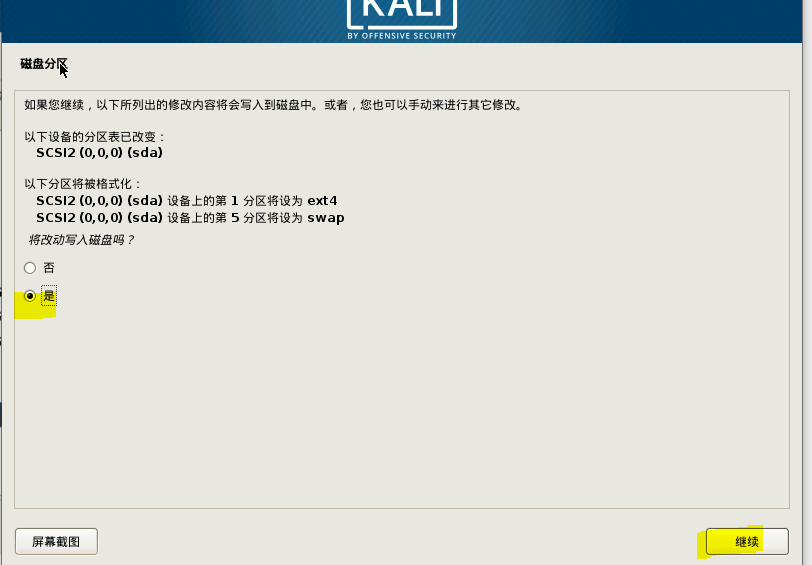 KALI
BY OFFENSIVE SECURITY
磁盘分区
如果您继续，以下所列出的修改内容将会写入到磁盘中。或者，您也可以手动来进行其它修改。
以下设备的分区表已改变：
SCSI2 (0,0,0) (sda)
以下分区将被格式化：
SCSI2 (0,0,0) (sda) 设备上的第 1 分区将设为 ext4
SCSI2 (0,0,0) (sda) 设备上的第 5 分区将设为 swap
将改动写入磁盘吗？
否
是
屏幕截图
继续